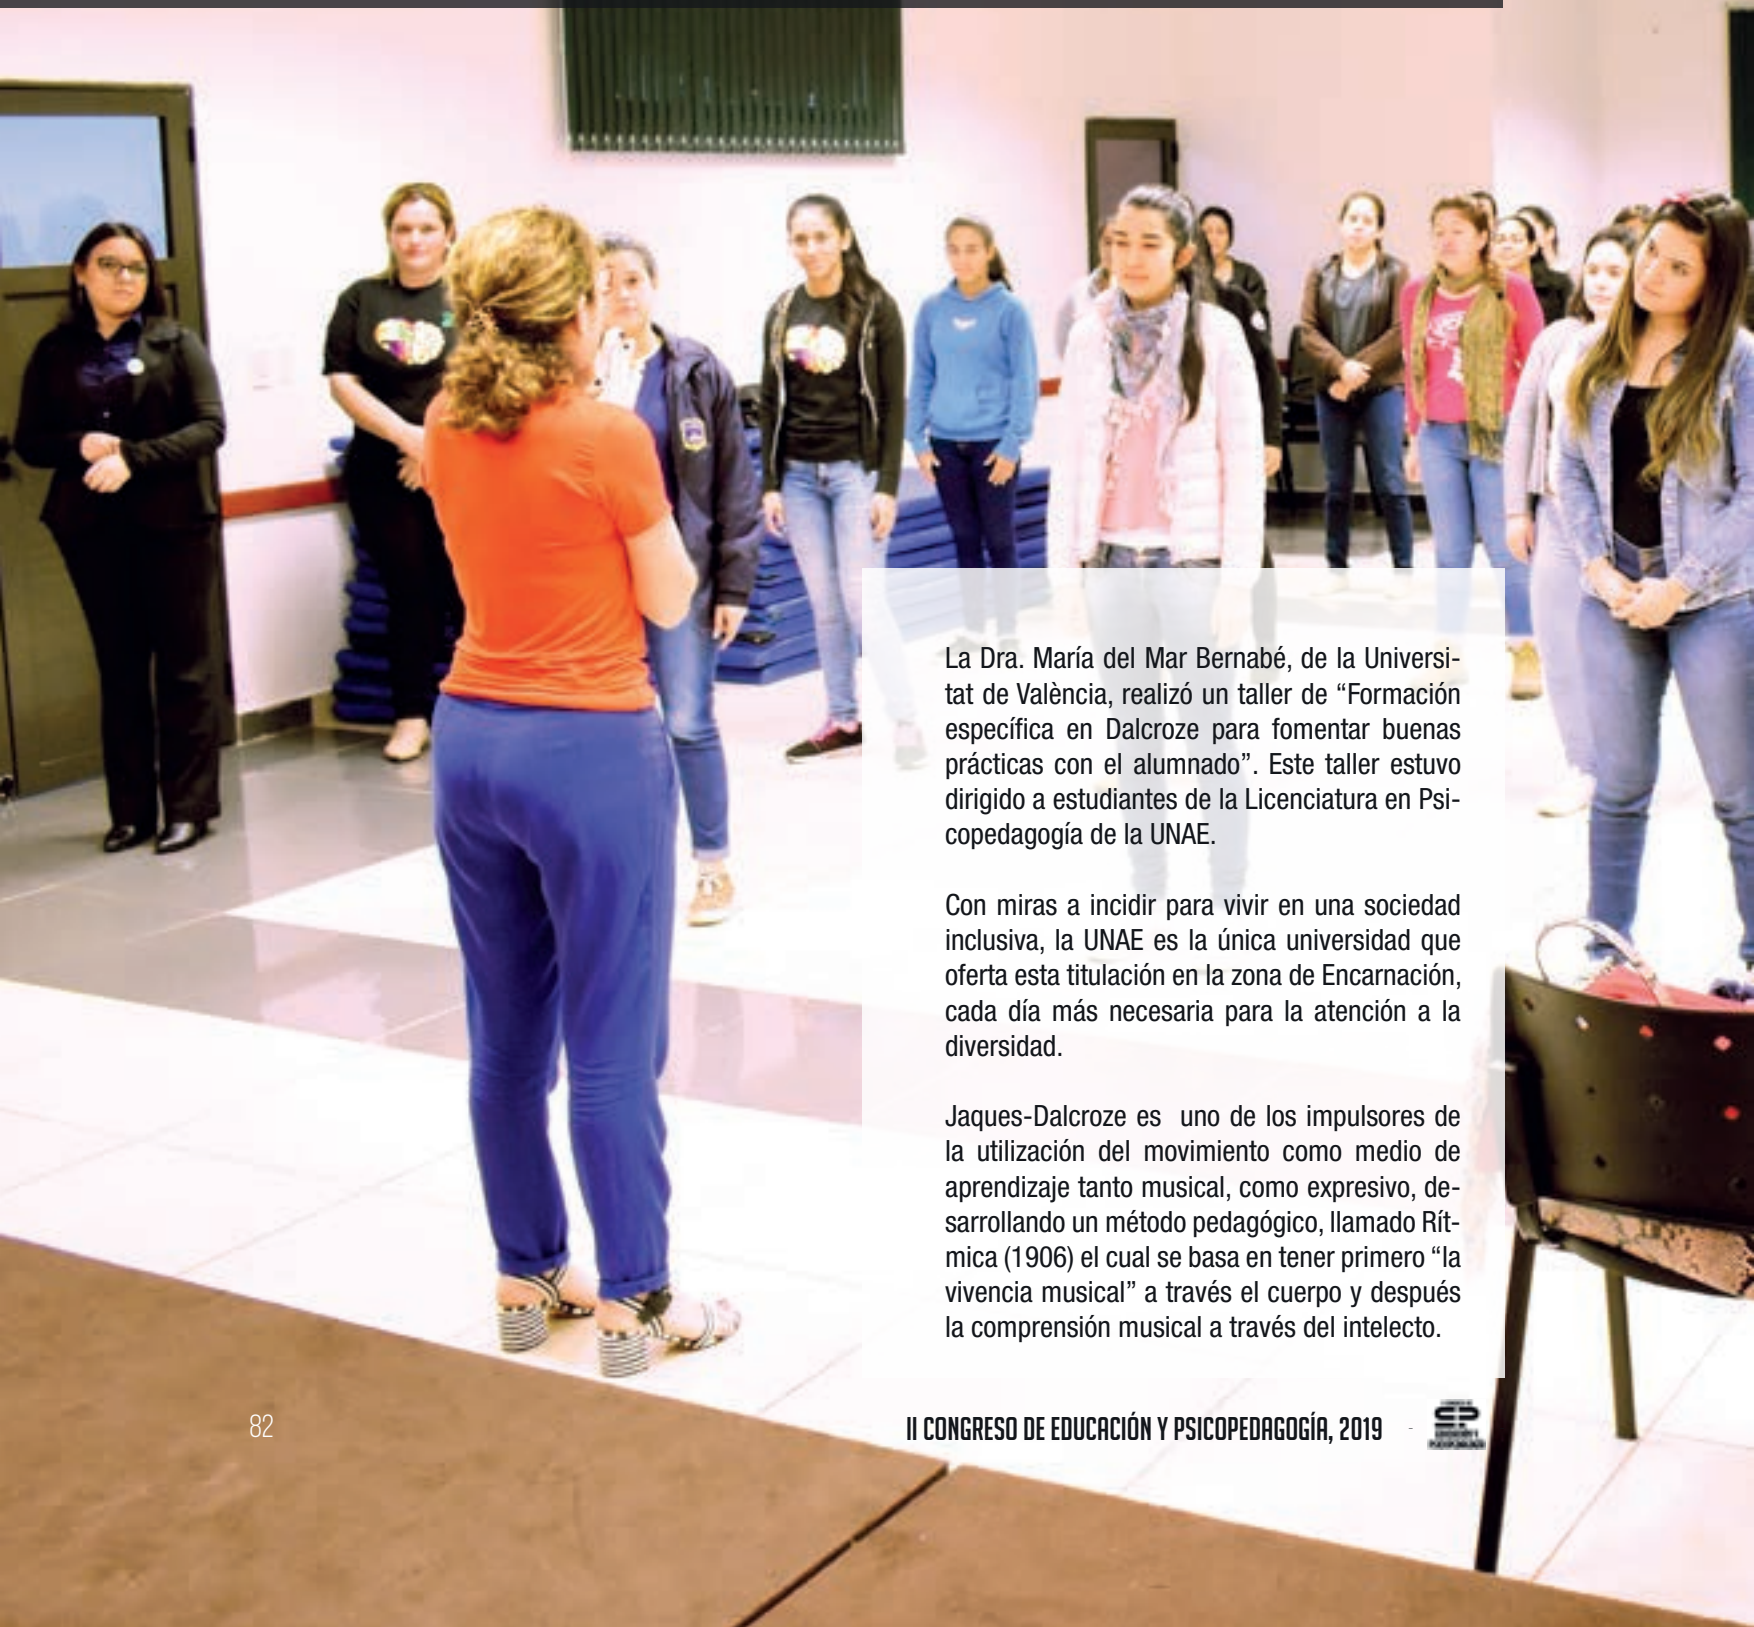 La Dra. María del Mar Bernabé, de la Universi-
tat de València, realizó un taller de “Formación
específica en Dalcroze para fomentar buenas
prácticas con el alumnado”. Este taller estuvo
dirigido a estudiantes de la Licenciatura en Psi-
copedagogía de la UNAE.
Con miras a incidir para vivir en una sociedad
inclusiva, la UNAE es la única universidad que
oferta esta titulación en la zona de Encarnación,
cada día más necesaria para la atención a la
diversidad.
Jaques-Dalcroze es  uno de los impulsores de
la utilización del movimiento como medio de
aprendizaje tanto musical, como expresivo, de-
sarrollando un método pedagógico, llamado Rít-
mica (1906) el cual se basa en tener primero “la
vivencia musical” a través el cuerpo y después
la comprensión musical a través del intelecto.
82
II CONGRESO DE EDUCACIÓN Y PSICOPEDAGOGÍA, 2019